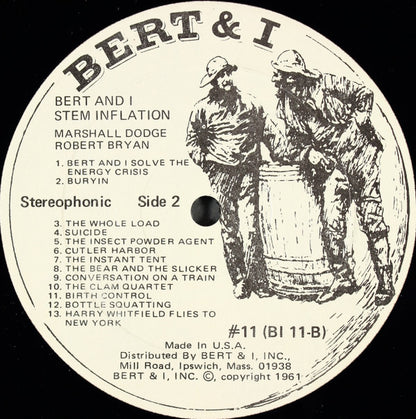 BERT & I
BERT AND I
STEM INFLATION
MARSHALL DODGE
ROBERT BRYAN
1. BERT AND I SOLVE THE
ENERGY CRISIS
2. BURYIN
Stereophonic Side 2
3. THE WHOLE LOAD
4. SUICIDE
5. THE INSECT POWDER AGENT
6. CUTLER HARBOR
7. THE INSTANT TENT
8. THE BEAR AND THE SLICKER
9. CONVERSATION ON A TRAIN
10. THE CLAM QUARTET
11. BIRTH CONTROL
12. BOTTLE SQUATTING
13. HARRY WHITFIELD FLIES TO
NEW YORK
#11 (BI 11-B)
Made in U.S.A.
Distributed By BERT & I, INC.,
Mill Road, Ipswich, Mass. 01938
BERT & I, INC. © copyright 1961